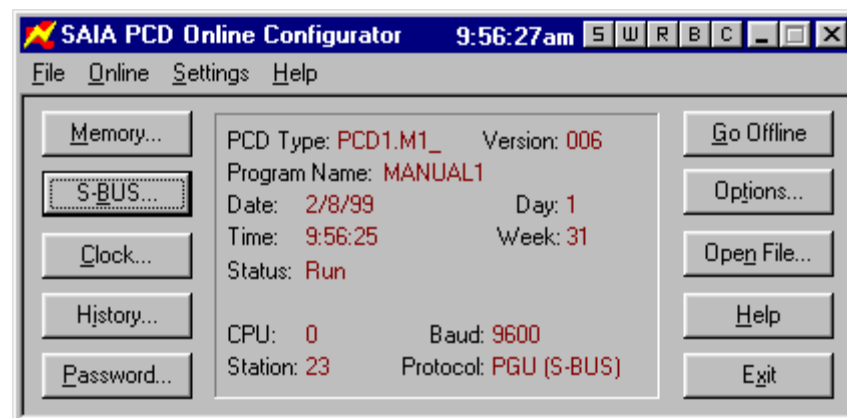 SAIA PCD Online Configurator 9:56:27am S W R B C
File Online Settings Help
Memory...
S-BUS...
Clock...
History...
Password...
PCD Type: PCD1.M1_ Version: 006
Program Name: MANUAL1
Date: 2/8/99 Day: 1
Time: 9:56:25 Week: 31
Status: Run
CPU: 0 Baud: 9600
Station: 23 Protocol: PGU (S-BUS)
Go Offline
Options...
Open File...
Help
Exit